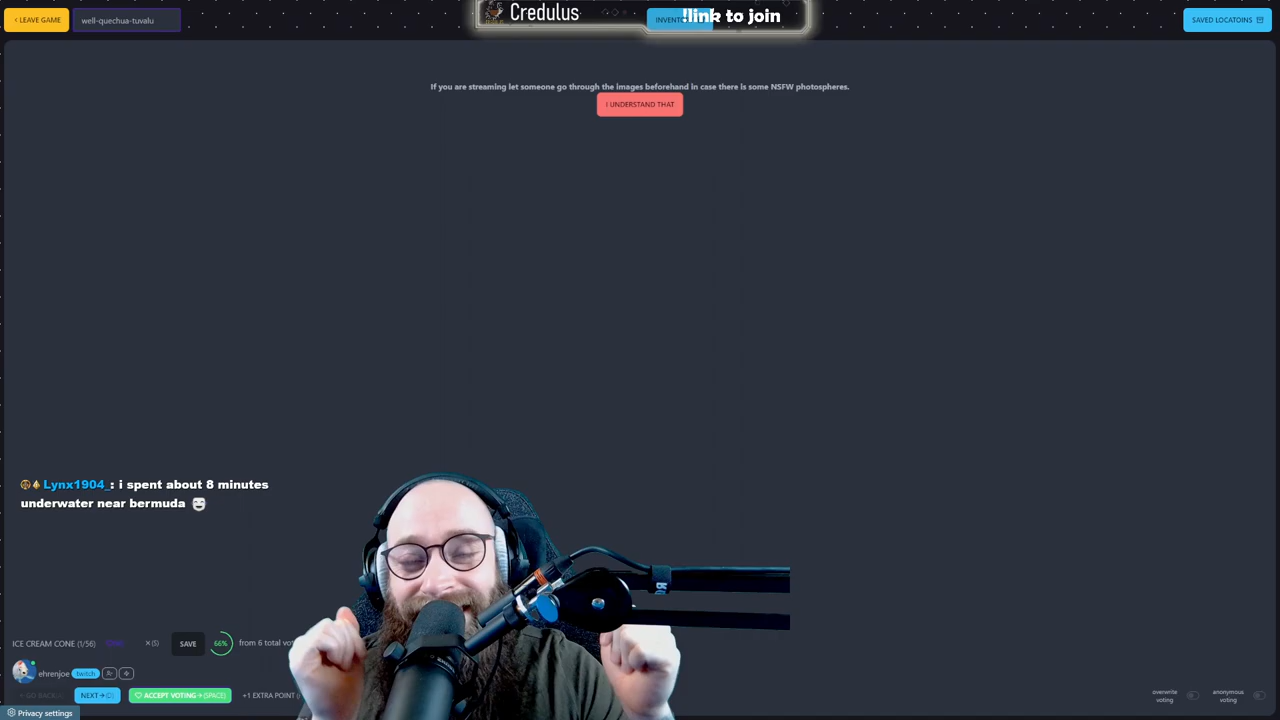 < LEAVE GAME
well-quechua-tuvalu
Credulus
!link to join
SAVED LOCATOINS
If you are streaming let someone go through the images beforehand in case there is some NSFW photospheres.
I UNDERSTAND THAT
Lynx1904_: i spent about 8 minutes
underwater near bermuda
ICE CREAM CONE (1/56)
×(5)
SAVE
66%
from 6 total
ehrenjoe
twitch
NEXT→(D)
ACCEPT VOTING→(SPACE)
+1 EXTRA POINT
overwrite
voting
anonymous
voting
Privacy settings